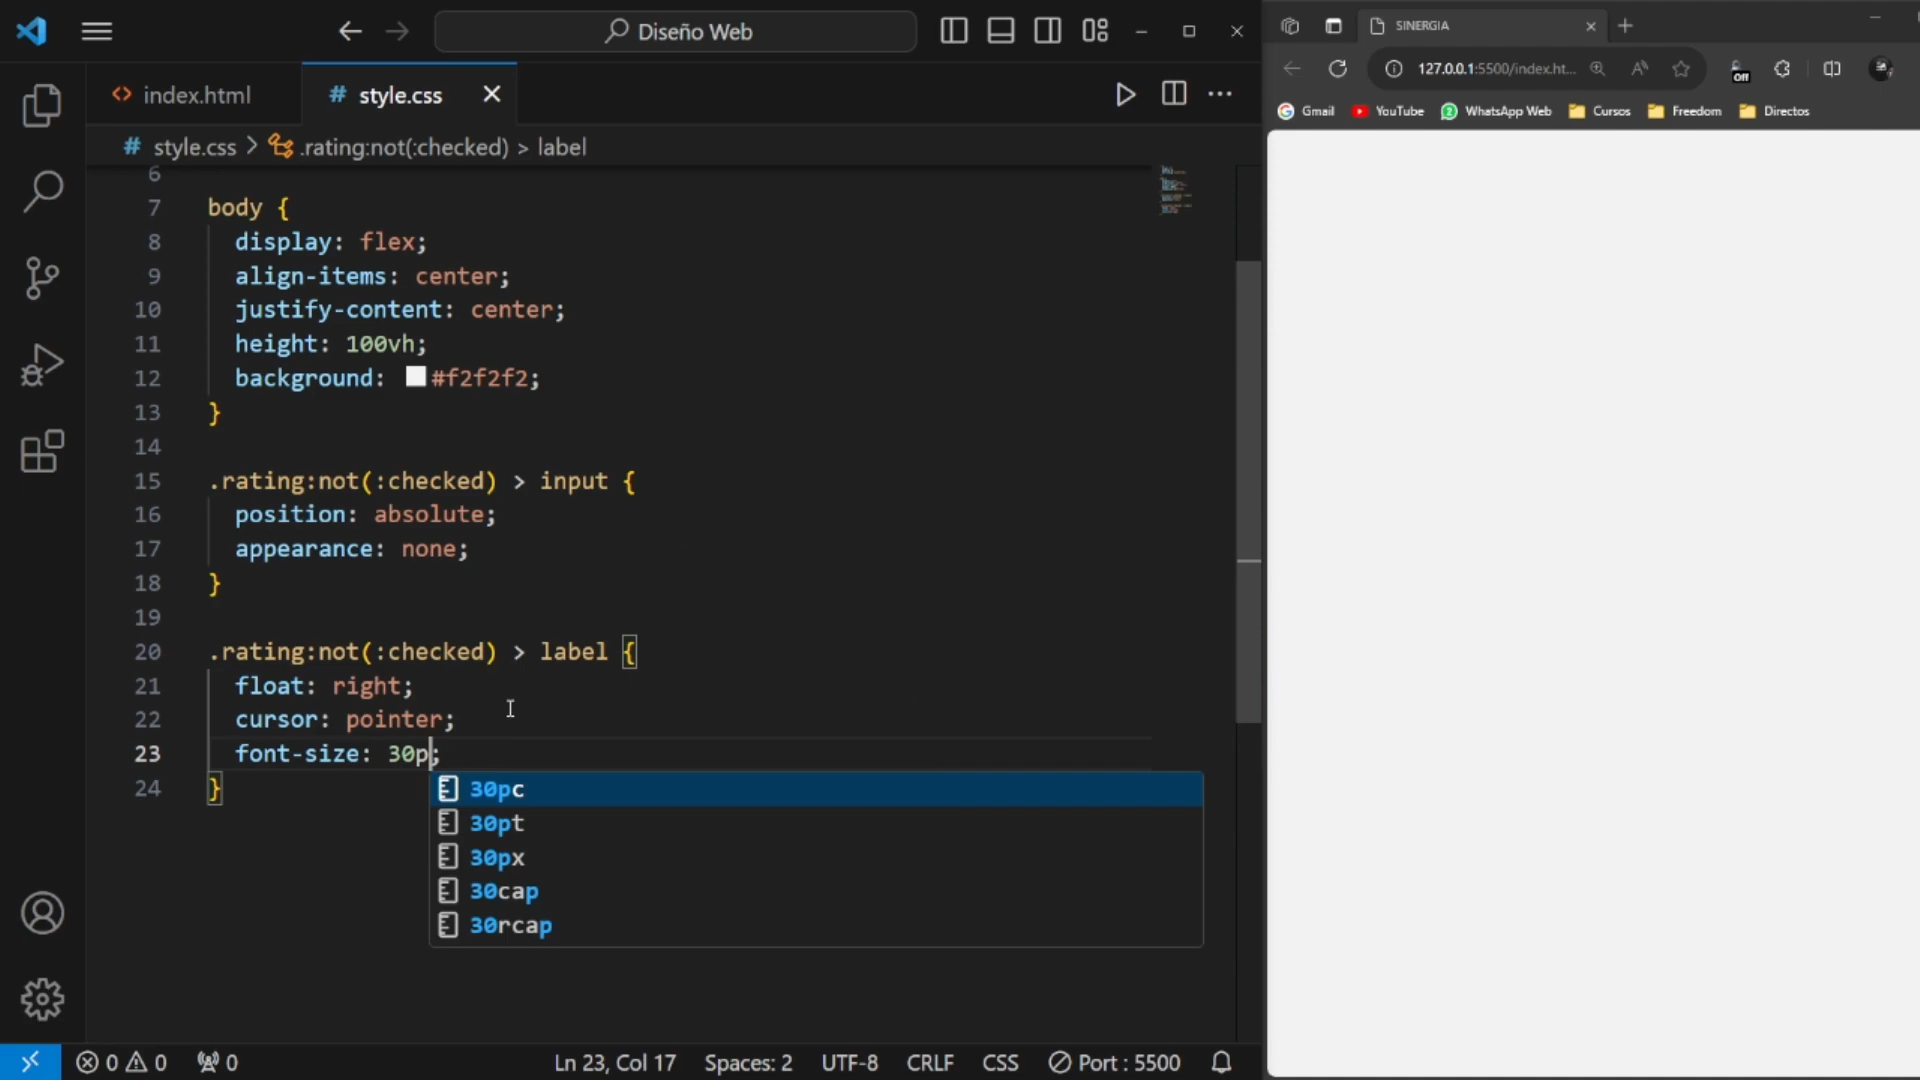 Diseño Web
index.html
# style.css
# style.css > .rating:not(:checked) > label
6
7 body {
8 display: flex;
9 align-items: center;
10 justify-content: center;
11 height: 100vh;
12 background: #f2f2f2;
13 }
14
15 .rating:not(:checked) > input {
16 position: absolute;
17 appearance: none;
18 }
19
20 .rating:not(:checked) > label {
21 float: right;
22 cursor: pointer;
23 font-size: 30p;
24 }
30pc
30pt
30px
30cap
30rcap
0 0 0 Ln 23, Col 17 Spaces: 2 UTF-8 CRLF CSS Port : 5500
SINERGIA
127.0.0.1:5500/index.ht...
Off
Gmail YouTube WhatsApp Web Cursos Freedom Directos